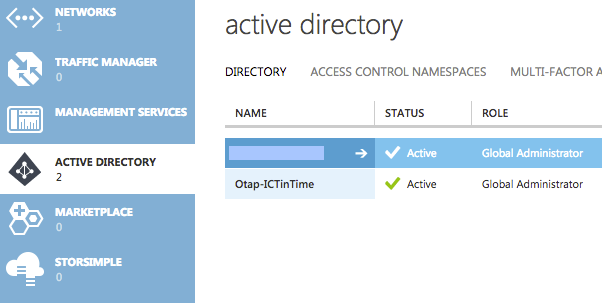 NETWORKS
1
TRAFFIC MANAGER
0
MANAGEMENT SERVICES
ACTIVE DIRECTORY
2
MARKETPLACE
0
STORSIMPLE
0
active directory
DIRECTORY ACCESS CONTROL NAMESPACES MULTI-FACTOR A
NAME STATUS ROLE
Active Global Administrator
Otap-ICTinTime Active Global Administrator